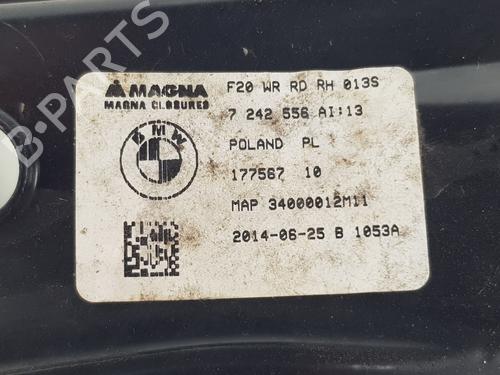 MAGNA
MAGNA CLOSURES
BMW
F20 WR RD RH 013S
7 242 556 AI:13
POLAND PL
177567 10
MAP 34000012M11
2014-06-25 B 1053A
B-PARTS